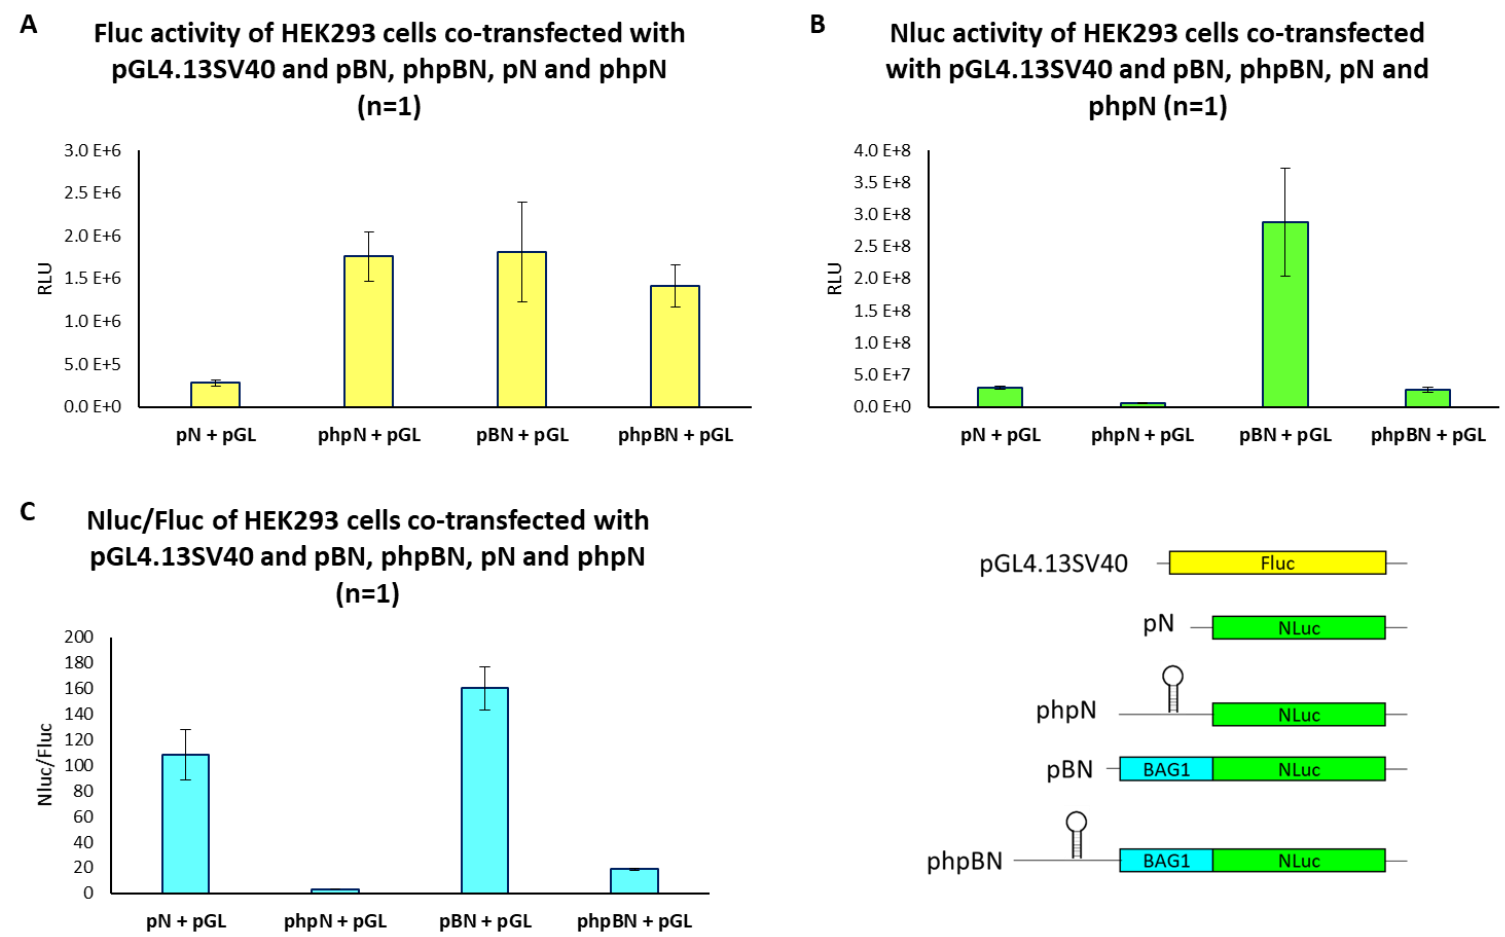 A
Fluc activity of HEK293 cells co-transfected with
pGL4.13SV40 and pBN, phpBN, pN and phpN
(n=1)
3.0 E+6
2.5 E+6
2.0 E+6
1.5 E+6
1.0 E+6
5.0 E+5
0.0 E+0
RLU
pN + pGL
phpN + pGL
pBN + pGL
phpBN + pGL
B
Nluc activity of HEK293 cells co-transfected
with pGL4.13SV40 and pBN, phpBN, pN and
phpN (n=1)
4.0 E+8
3.5 E+8
3.0 E+8
2.5 E+8
2.0 E+8
1.5 E+8
1.0 E+8
5.0 E+7
0.0 E+0
RLU
pN + pGL
phpN + pGL
pBN + pGL
phpBN + pGL
C
Nluc/Fluc of HEK293 cells co-transfected with
pGL4.13SV40 and pBN, phpBN, pN and phpN
(n=1)
200
180
160
140
120
100
80
60
40
20
0
Nluc/Fluc
pN + pGL
phpN + pGL
pBN + pGL
phpBN + pGL
pGL4.13SV40 Fluc
pN NLuc
phpN NLuc
pBN BAG1 NLuc
phpBN BAG1 NLuc